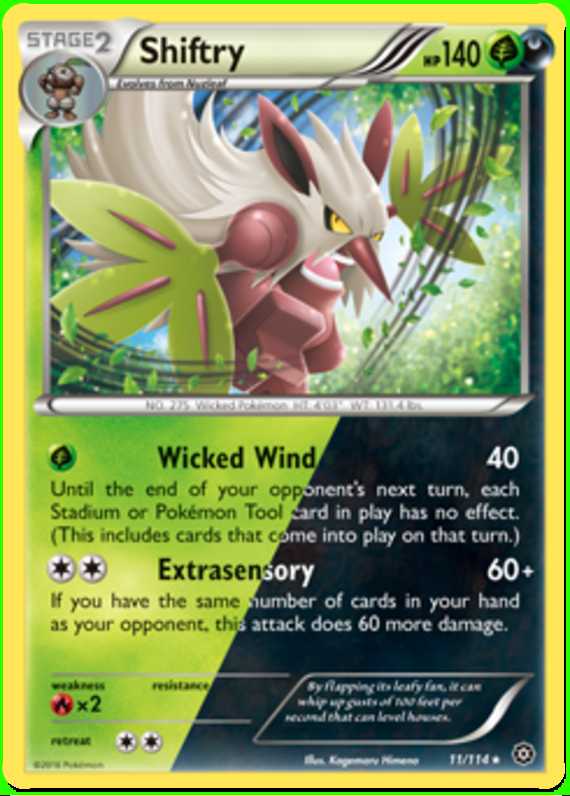 STAGE2
Shiftry
HP140
Evolves from Nuzleaf
NO. 275 Wicked Pokémon HT. 4'03" WT. 131.4 lbs.
Wicked Wind 40
Until the end of your opponent's next turn, each
Stadium or Pokémon Tool card in play has no effect.
(This includes cards that come into play on that turn.)
Extrasensory 60+
If you have the same number of cards in your hand
as your opponent, this attack does 60 more damage.
weakness resistance
×2
By flapping its leafy fan, it can
whip up gusts of 100 feet per
second that can level houses.
retreat
©2016 Pokémon
Illus. Kagemaru Himeno
11/114★